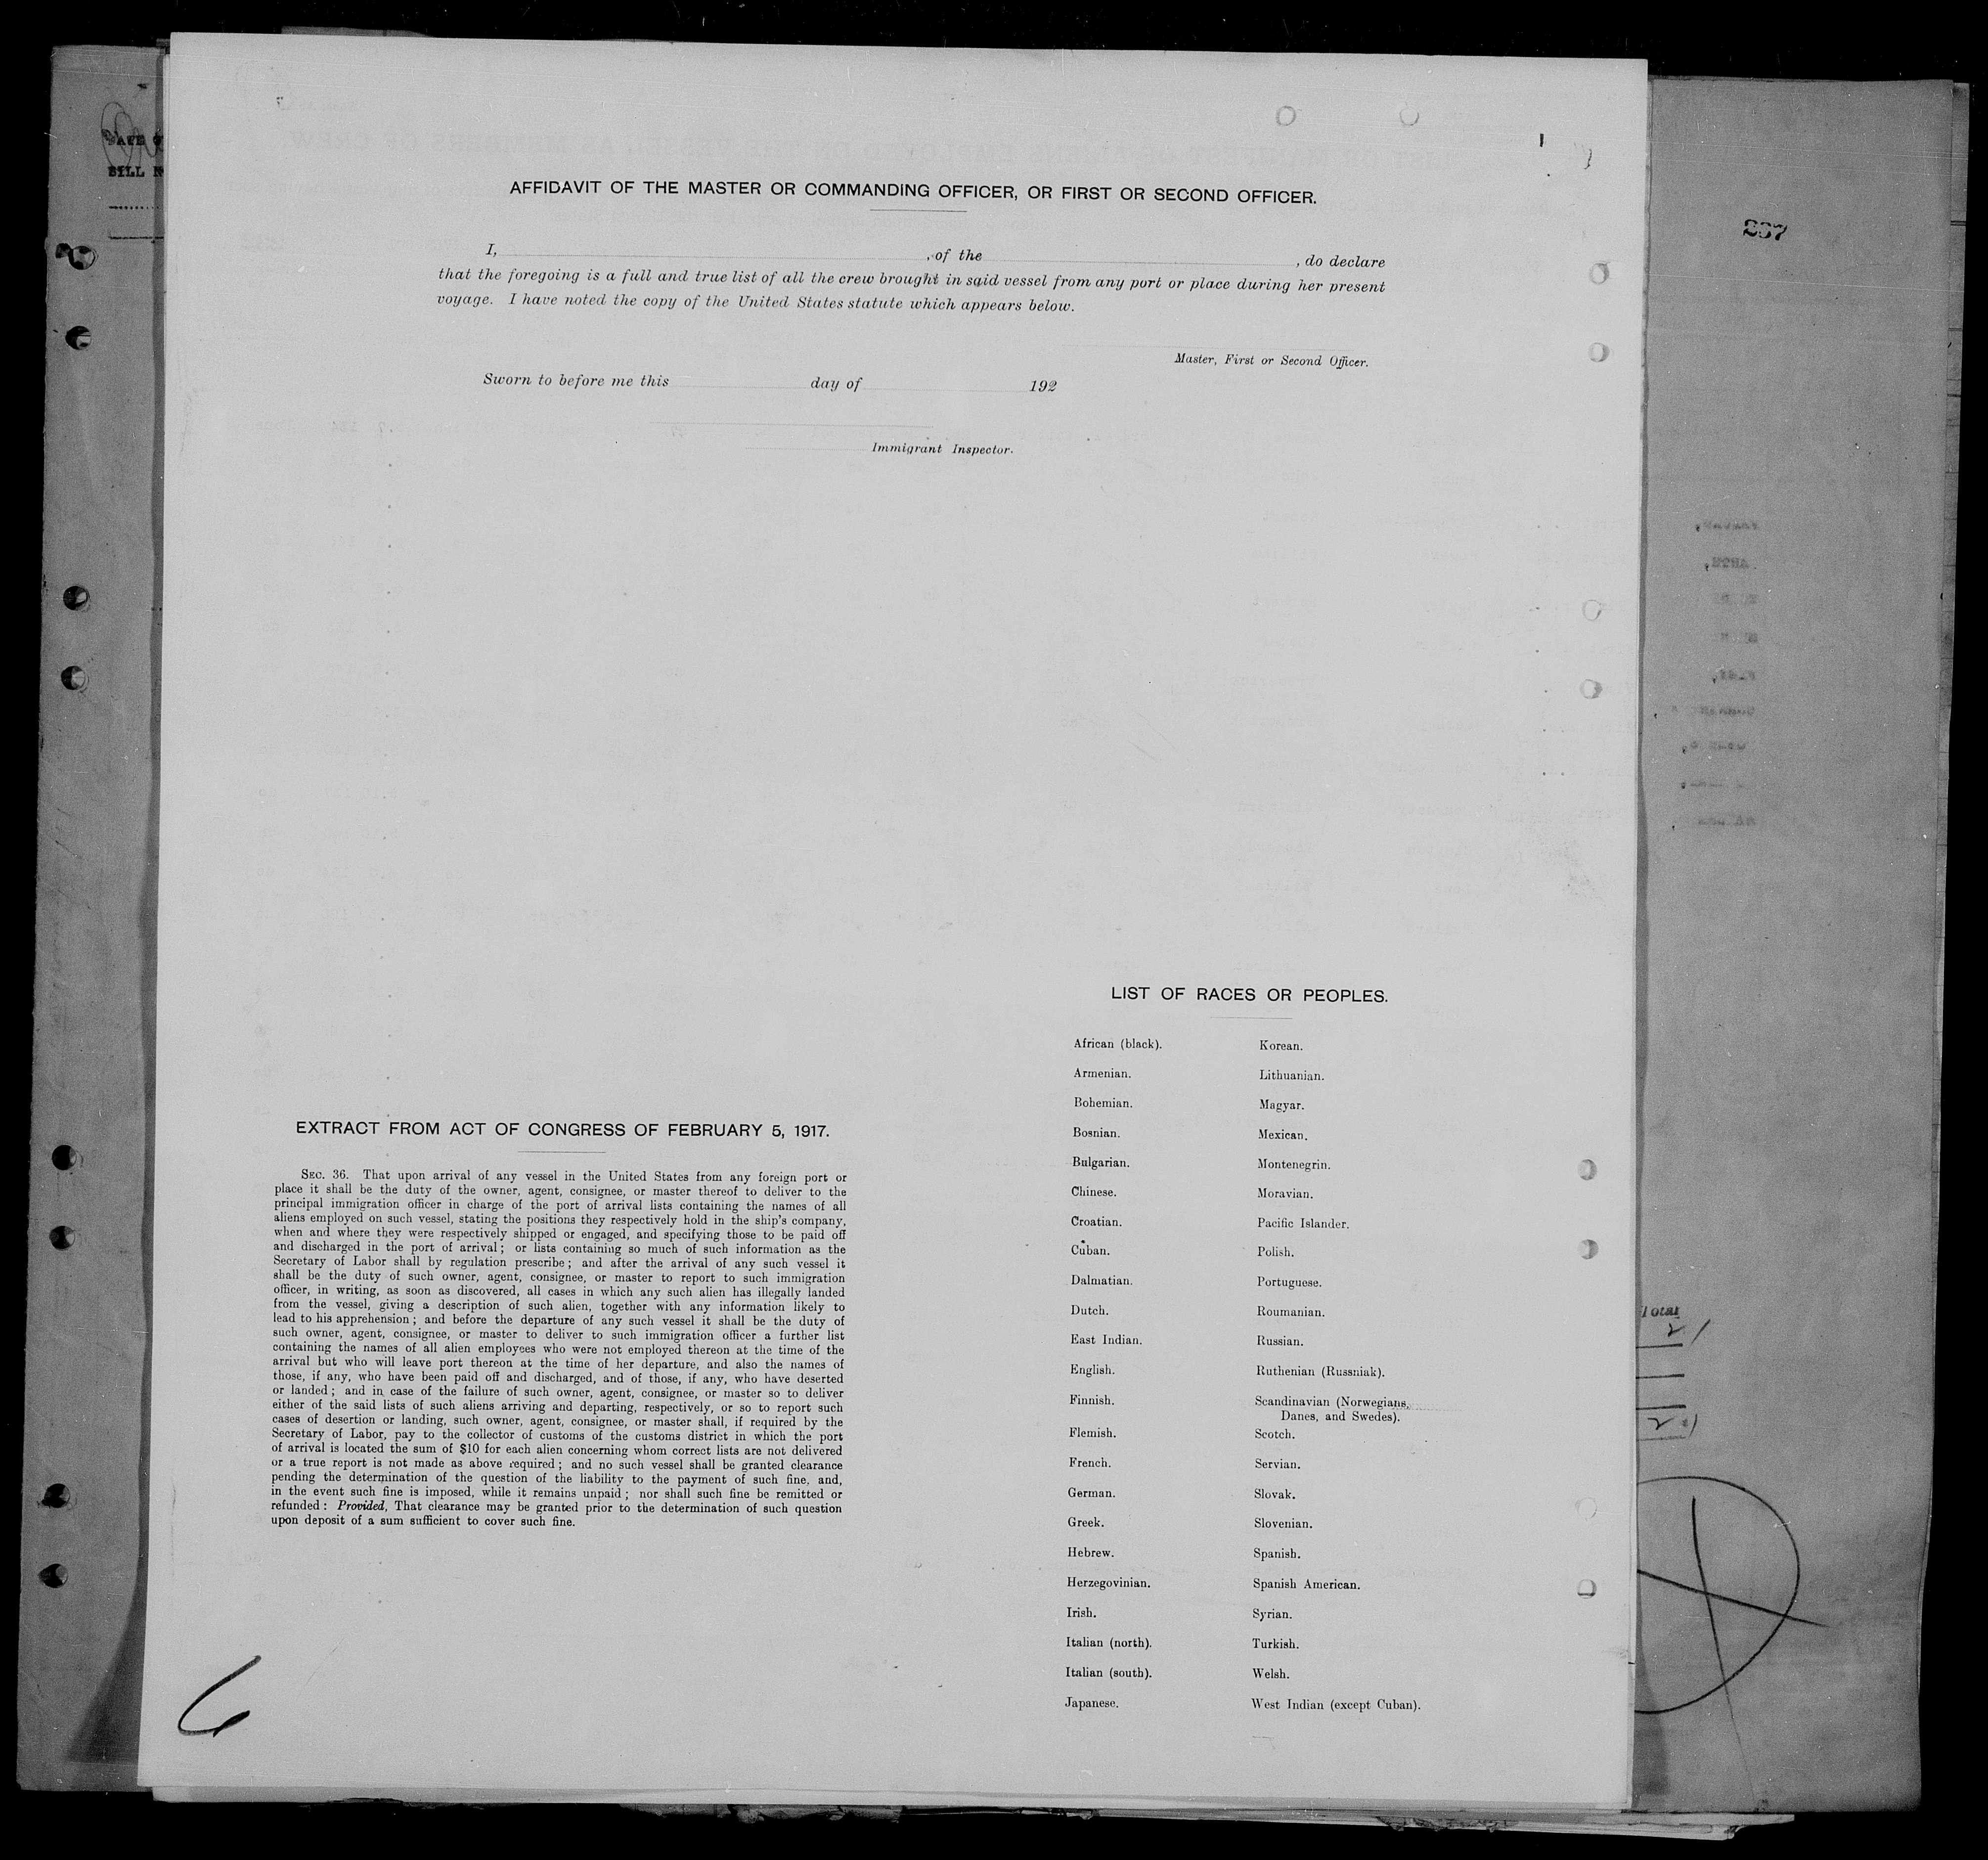 AFFIDAVIT OF THE MASTER OR COMMANDING OFFICER, OR FIRST OR SECOND OFFICER.
I, , of the , do declare
that the foregoing is a full and true list of all the crew brought in said vessel from any port or place during her present
voyage. I have noted the copy of the United States statute which appears below.
Master, First or Second Officer.
Sworn to before me this day of 192
Immigrant Inspector.
237
BILL
EXTRACT FROM ACT OF CONGRESS OF FEBRUARY 5, 1917.
SEC. 36. That upon arrival of any vessel in the United States from any foreign port or
place it shall be the duty of the owner, agent, consignee, or master thereof to deliver to the
principal immigration officer in charge of the port of arrival lists containing the names of all
aliens employed on such vessel, stating the positions they respectively hold in the ship's company,
when and where they were respectively shipped or engaged, and specifying those to be paid off
and discharged in the port of arrival; or lists containing so much of such information as the
Secretary of Labor shall by regulation prescribe; and after the arrival of any such vessel it
shall be the duty of such owner, agent, consignee, or master to report to such immigration
officer, in writing, as soon as discovered, all cases in which any such alien has illegally landed
from the vessel, giving a description of such alien, together with any information likely to
lead to his apprehension; and before the departure of any such vessel it shall be the duty of
such owner, agent, consignee, or master to deliver to such immigration officer a further list
containing the names of all alien employees who were not employed thereon at the time of the
arrival but who will leave port thereon at the time of her departure, and also the names of
those, if any, who have been paid off and discharged, and of those, if any, who have deserted
or landed; and in case of the failure of such owner, agent, consignee, or master so to deliver
either of the said lists of such aliens arriving and departing, respectively, or so to report such
cases of desertion or landing, such owner, agent, consignee, or master shall, if required by the
Secretary of Labor, pay to the collector of customs of the customs district in which the port
of arrival is located the sum of $10 for each alien concerning whom correct lists are not delivered
or a true report is not made as above required; and no such vessel shall be granted clearance
pending the determination of the question of the liability to the payment of such fine, and,
in the event such fine is imposed, while it remains unpaid; nor shall such fine be remitted or
refunded: Provided, That clearance may be granted prior to the determination of such question
upon deposit of a sum sufficient to cover such fine.
LIST OF RACES OR PEOPLES.
African (black). Korean.
Armenian. Lithuanian.
Bohemian. Magyar.
Bosnian. Mexican.
Bulgarian. Montenegrin.
Chinese. Moravian.
Croatian. Pacific Islander.
Cuban. Polish.
Dalmatian. Portuguese.
Dutch. Roumanian.
East Indian. Russian.
English. Ruthenian (Russniak).
Finnish. Scandinavian (Norwegians,
Danes, and Swedes).
Flemish. Scotch.
French. Servian.
German. Slovak.
Greek. Slovenian.
Hebrew. Spanish.
Herzegovinian. Spanish American.
Irish. Syrian.
Italian (north). Turkish.
Italian (south). Welsh.
Japanese. West Indian (except Cuban).
Total
21
6